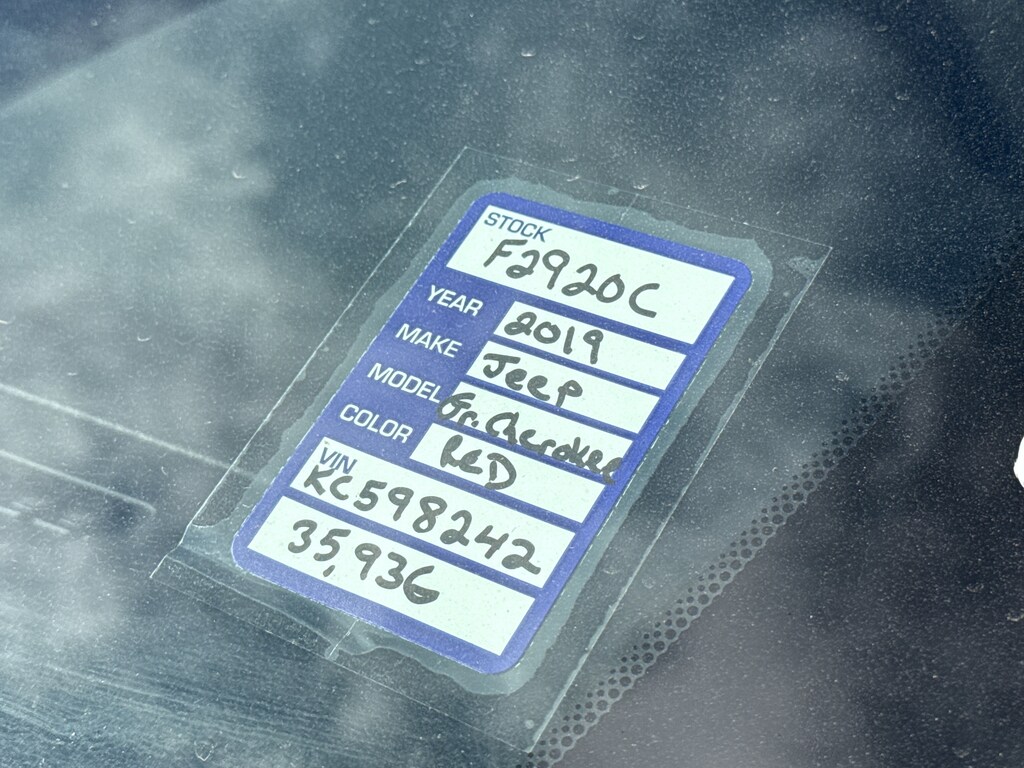 STOCK
F2920C
YEAR 2019
MAKE Jeep
MODEL Gr. Cherokee
COLOR ReD
VIN
KC598242
35,936